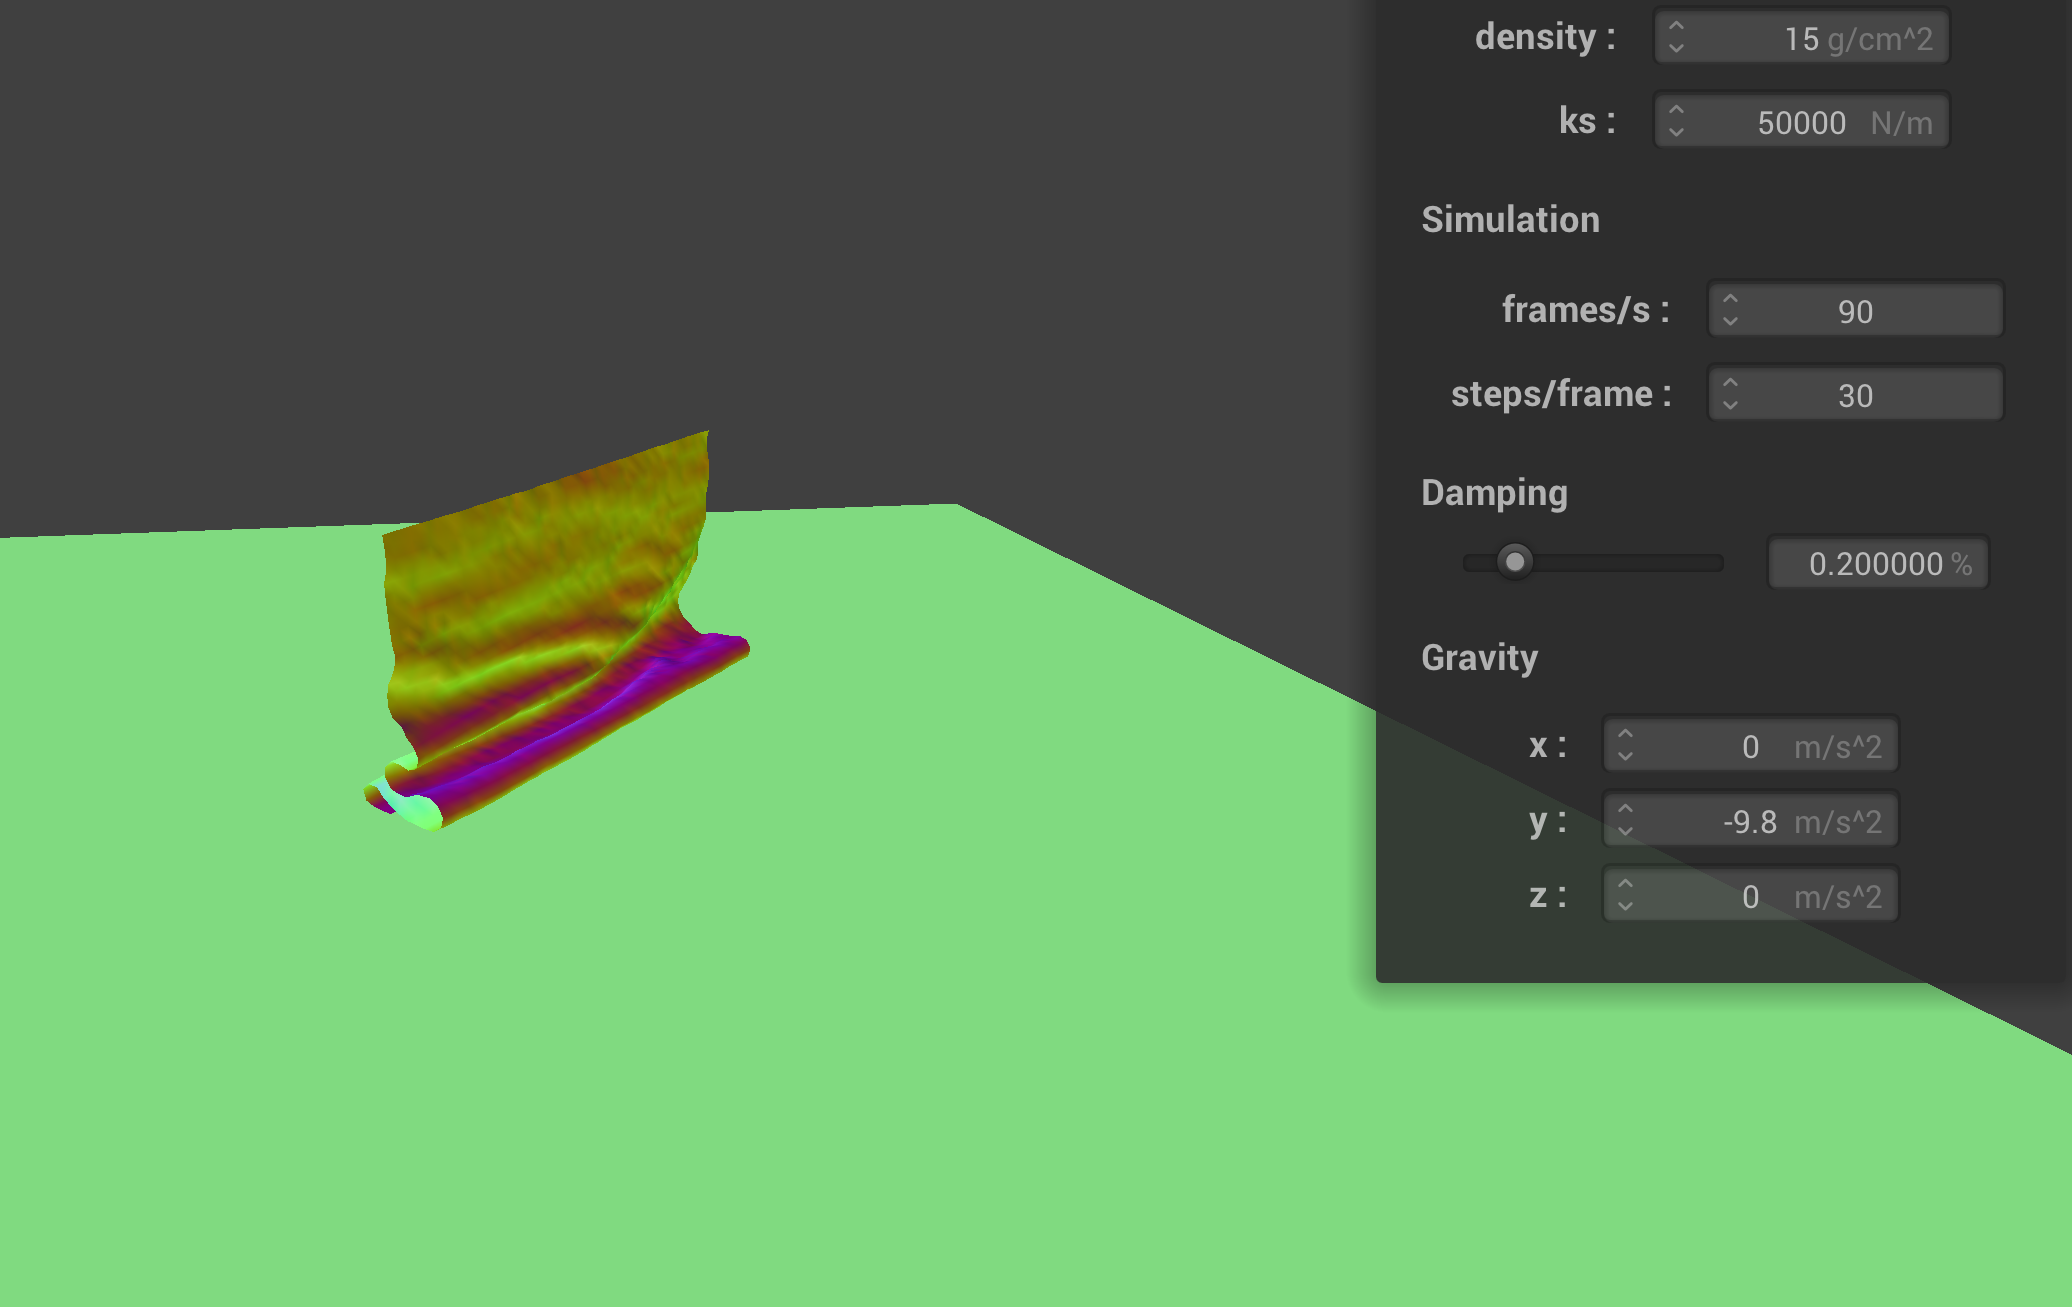 density : 15 g/cm^2
ks : 50000 N/m
Simulation
frames/s : 90
steps/frame : 30
Damping
0.200000 %
Gravity
x : 0 m/s^2
y : -9.8 m/s^2
z : 0 m/s^2